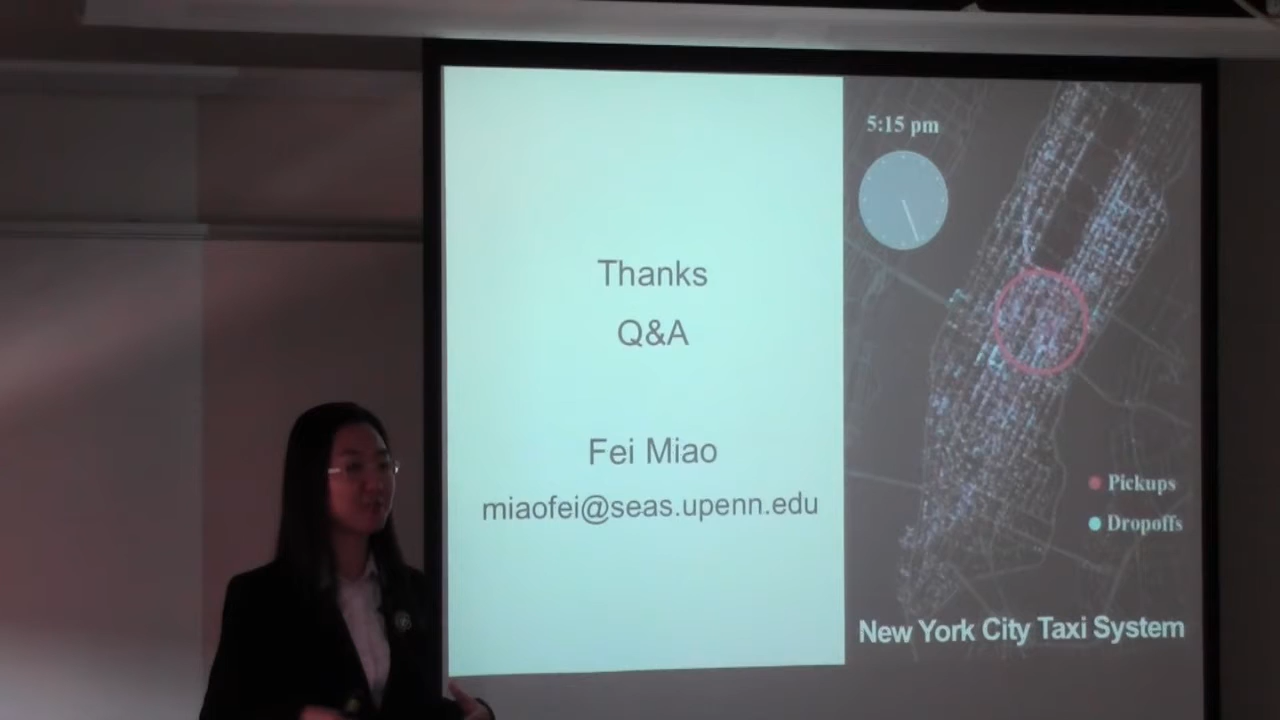 Thanks
Q&A
Fei Miao
miaofei@seas.upenn.edu
5:15 pm
Pickups
Dropoffs
New York City Taxi System